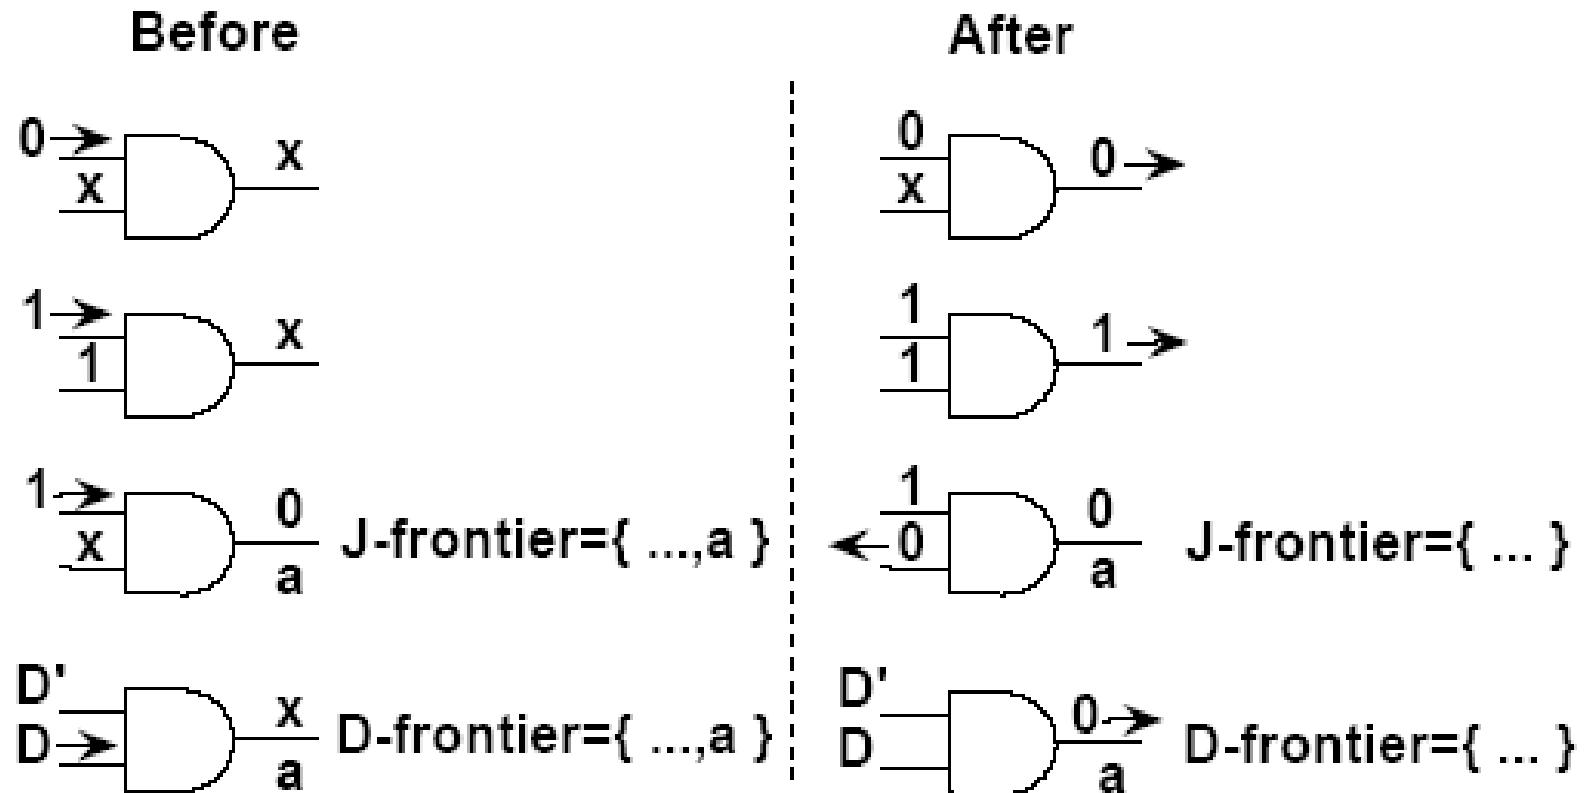 Before After
0 x x
0 x 0
1 1 x
1 1 1
1 x 0 a J-frontier={ ...,a }
1 0 0 a J-frontier={ ... }
D' D x a D-frontier={ ...,a }
D' D 0 a D-frontier={ ... }